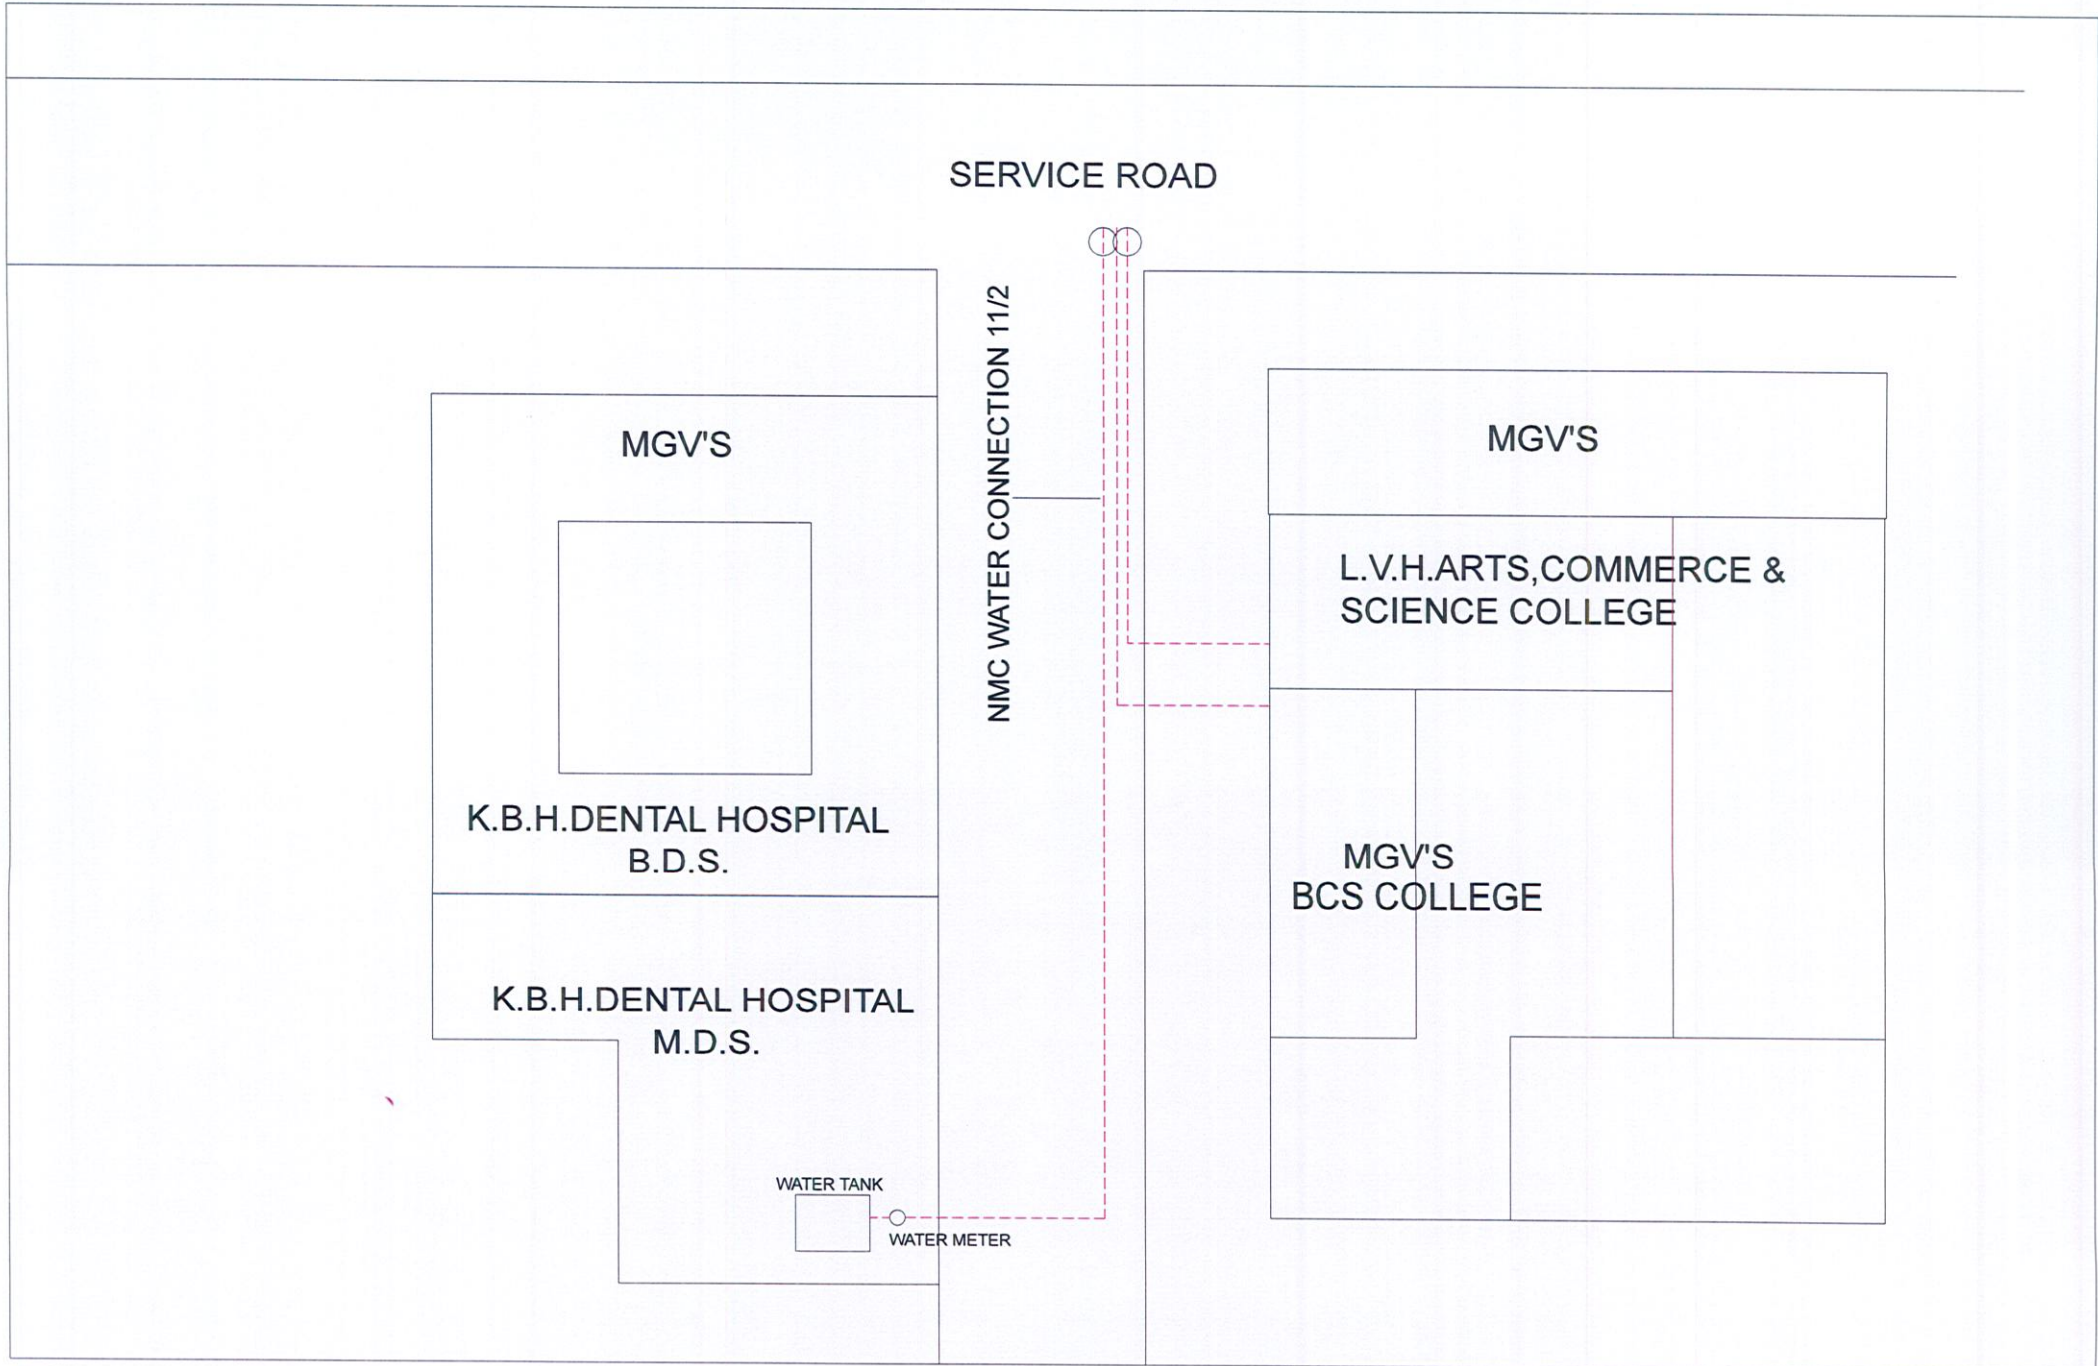 SERVICE ROAD
NMC WATER CONNECTION 11/2
MGV'S
K.B.H.DENTAL HOSPITAL
B.D.S.
K.B.H.DENTAL HOSPITAL
M.D.S.
WATER TANK
WATER METER
MGV'S
L.V.H.ARTS,COMMERCE &
SCIENCE COLLEGE
MGV'S
BCS COLLEGE